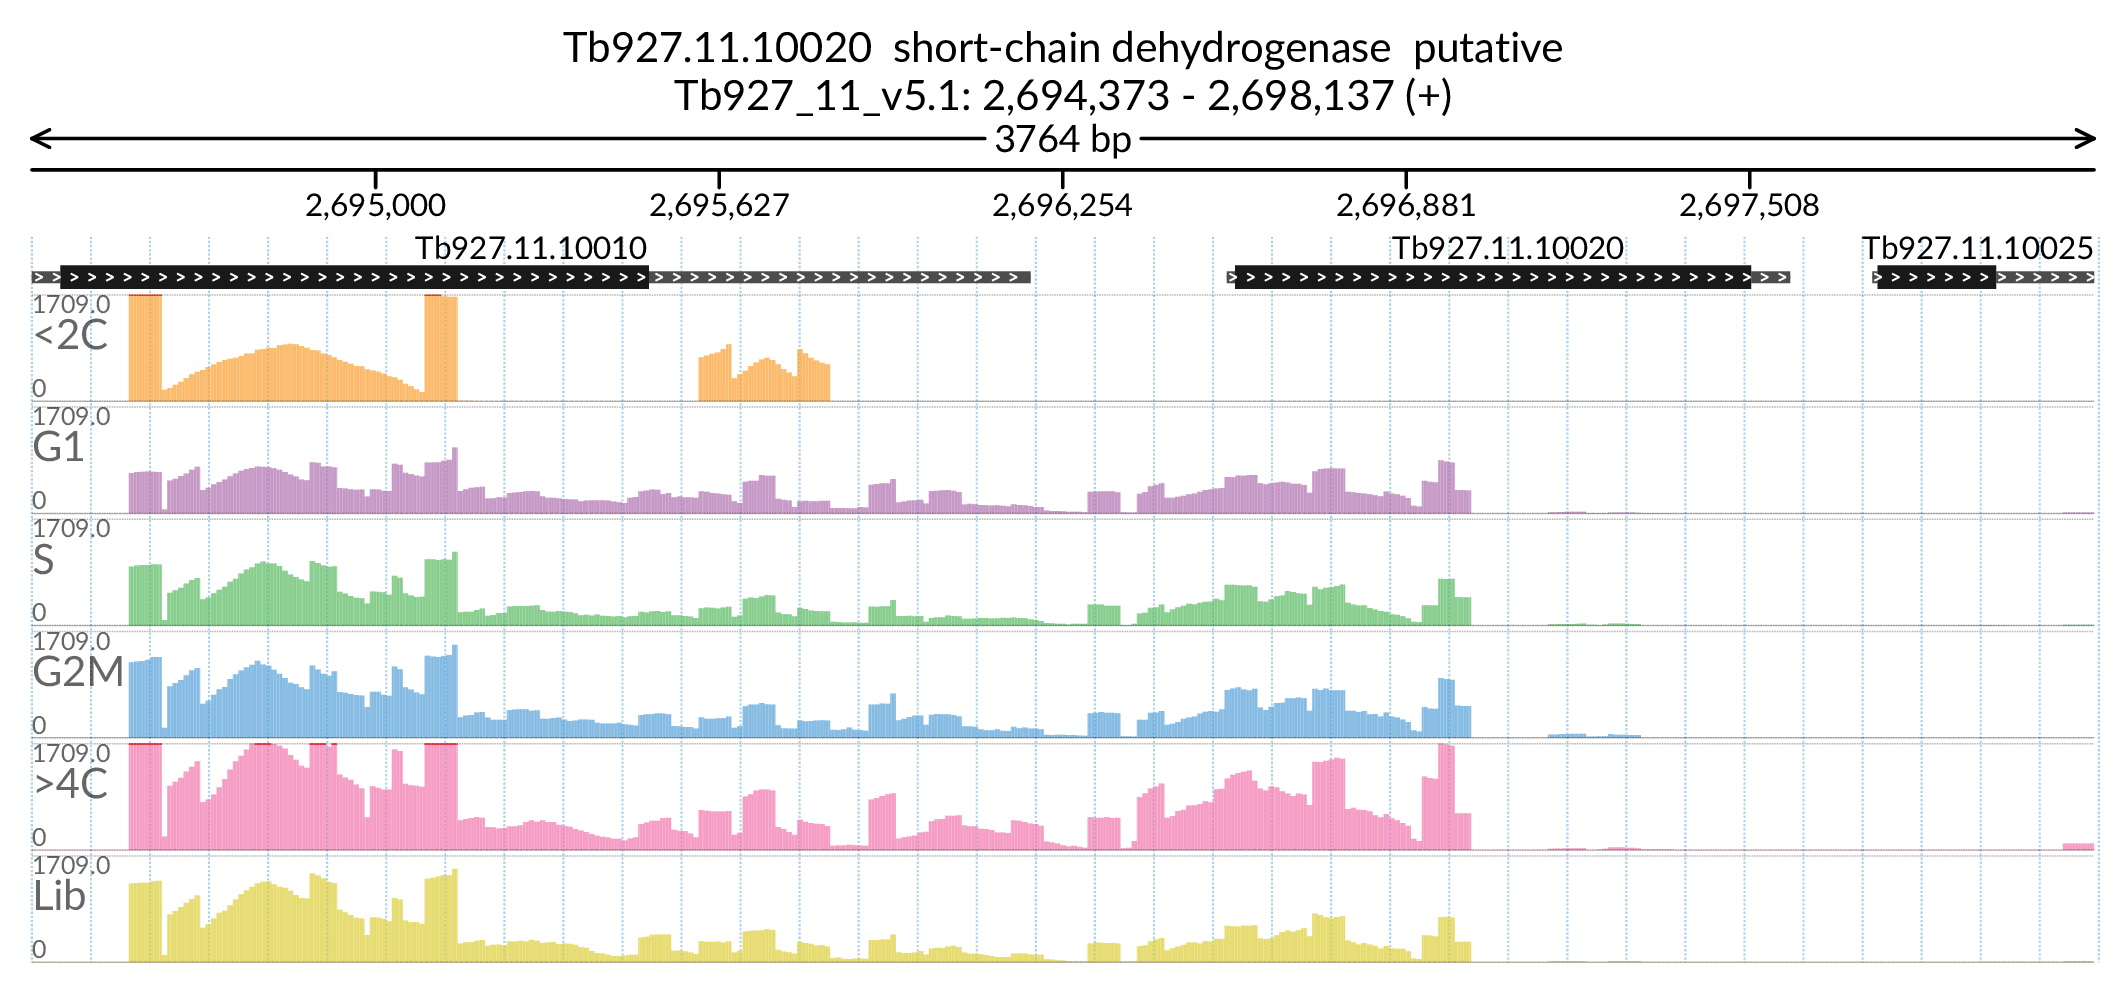 Tb927.11.10020 short-chain dehydrogenase putative
Tb927_11_v5.1: 2,694,373 - 2,698,137 (+)
3764 bp
2,695,000 2,695,627 2,696,254 2,696,881 2,697,508
Tb927.11.10010 Tb927.11.10020 Tb927.11.10025
1709.0
<2C
0
1709.0
G1
0
1709.0
S
0
1709.0
G2M
0
1709.0
>4C
0
1709.0
Lib
0